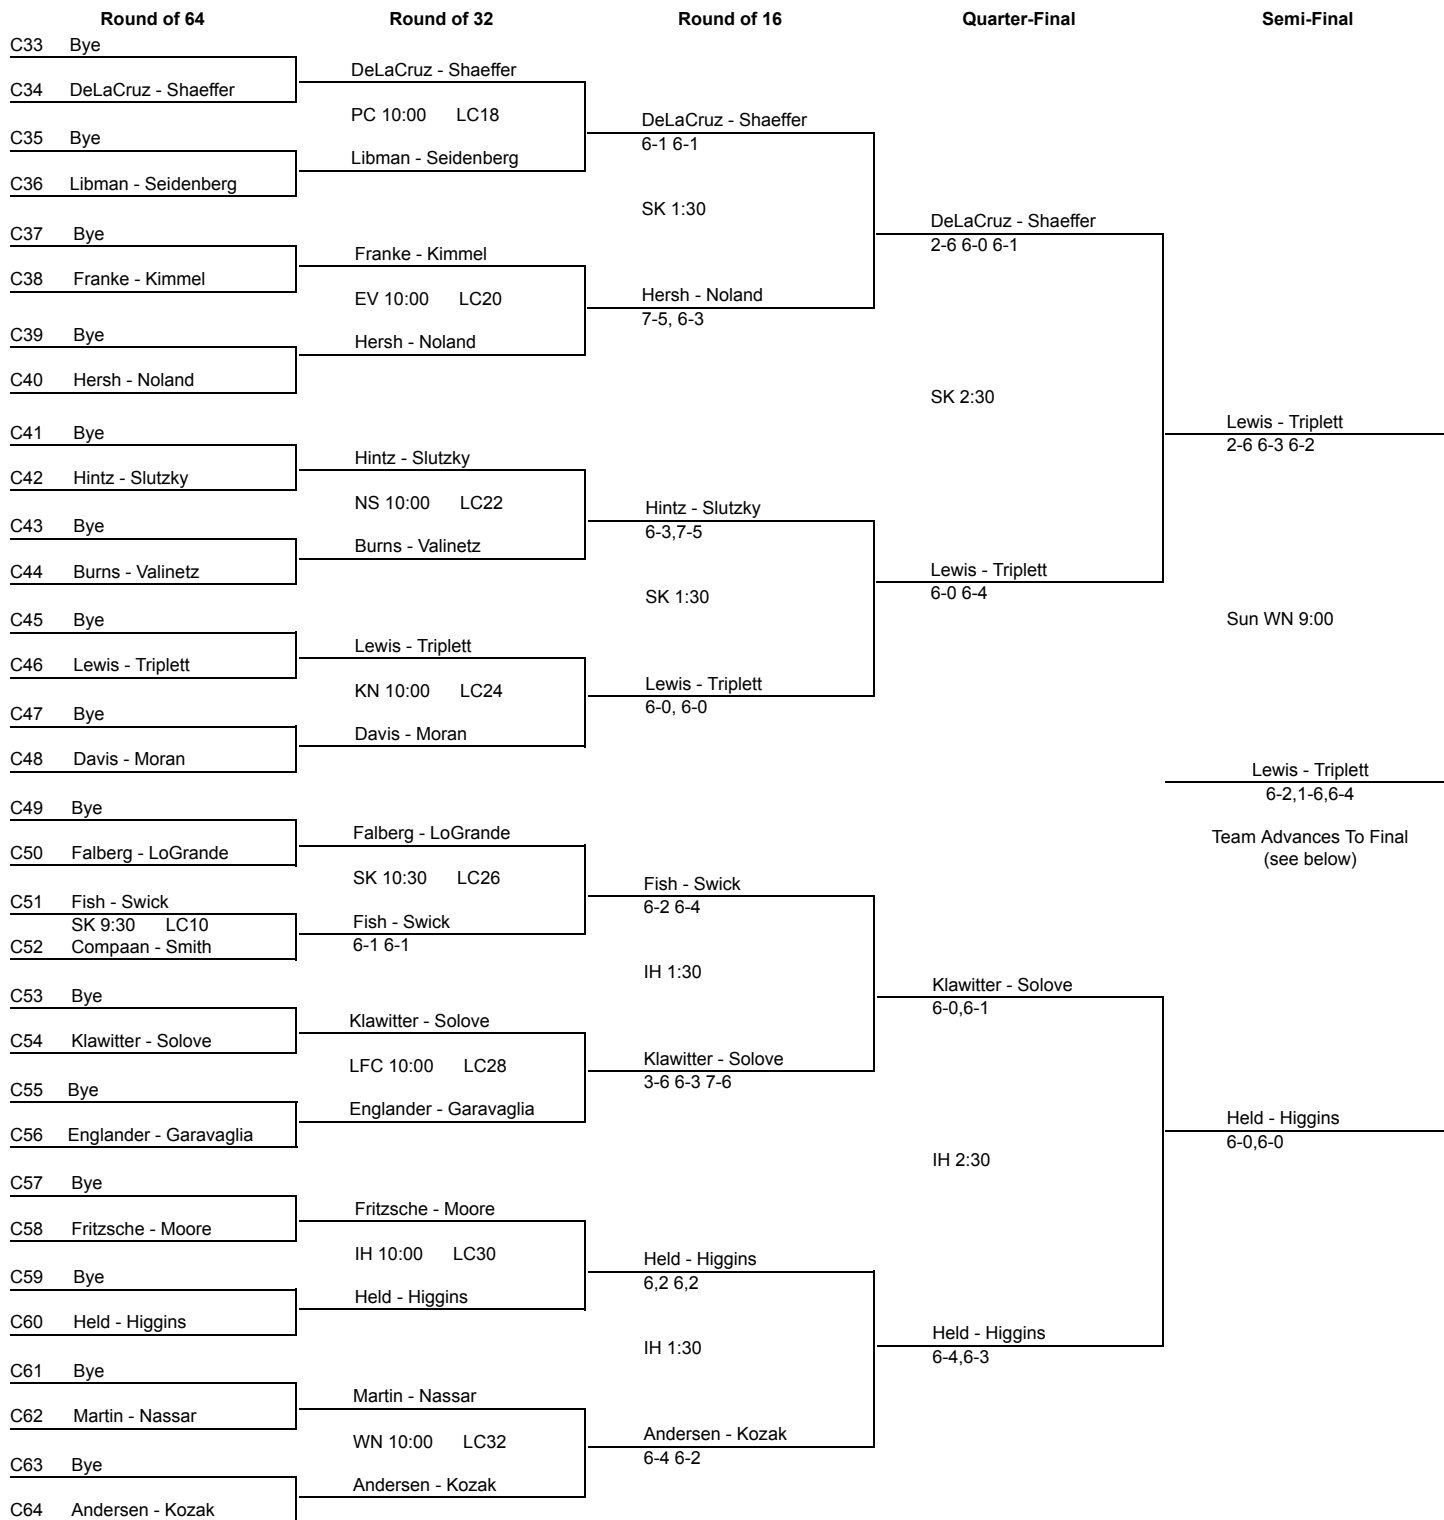 Round of 64 Round of 32 Round of 16 Quarter-Final Semi-Final
C33 Bye
DeLaCruz - Shaeffer
C34 DeLaCruz - Shaeffer
PC 10:00 LC18
DeLaCruz - Shaeffer
C35 Bye
6-1 6-1
Libman - Seidenberg
C36 Libman - Seidenberg
SK 1:30
DeLaCruz - Shaeffer
C37 Bye
2-6 6-0 6-1
Franke - Kimmel
C38 Franke - Kimmel
EV 10:00 LC20
Hersh - Noland
7-5, 6-3
C39 Bye
Hersh - Noland
C40 Hersh - Noland
SK 2:30
Lewis - Triplett
C41 Bye
2-6 6-3 6-2
Hintz - Slutzky
C42 Hintz - Slutzky
NS 10:00 LC22
Hintz - Slutzky
C43 Bye
6-3,7-5
Burns - Valinetz
C44 Burns - Valinetz
Lewis - Triplett
6-0 6-4
SK 1:30
C45 Bye
Sun WN 9:00
Lewis - Triplett
C46 Lewis - Triplett
KN 10:00 LC24
Lewis - Triplett
6-0, 6-0
C47 Bye
Davis - Moran
C48 Davis - Moran
Lewis - Triplett
6-2,1-6,6-4
C49 Bye
Falberg - LoGrande
Team Advances To Final
C50 Falberg - LoGrande
(see below)
SK 10:30 LC26
Fish - Swick
C51 Fish - Swick
6-2 6-4
SK 9:30 LC10
Fish - Swick
C52 Compaan - Smith
6-1 6-1
IH 1:30
Klawitter - Solove
C53 Bye
6-0,6-1
Klawitter - Solove
C54 Klawitter - Solove
LFC 10:00 LC28
Klawitter - Solove
3-6 6-3 7-6
C55 Bye
Englander - Garavaglia
Held - Higgins
C56 Englander - Garavaglia
6-0,6-0
IH 2:30
C57 Bye
Fritzsche - Moore
C58 Fritzsche - Moore
IH 10:00 LC30
Held - Higgins
C59 Bye
6,2 6,2
Held - Higgins
C60 Held - Higgins
Held - Higgins
IH 1:30
6-4,6-3
C61 Bye
Martin - Nassar
C62 Martin - Nassar
Andersen - Kozak
WN 10:00 LC32
6-4 6-2
C63 Bye
Andersen - Kozak
C64 Andersen - Kozak